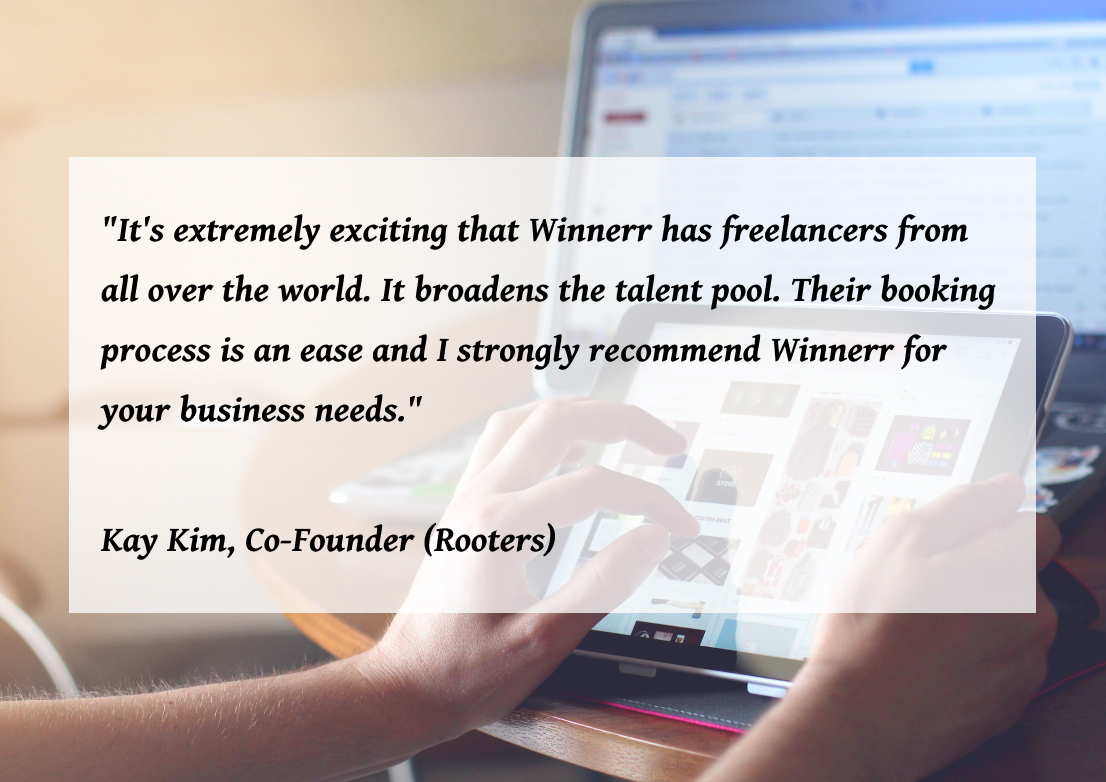 "It's extremely exciting that Winnerr has freelancers from
all over the world. It broadens the talent pool. Their booking
process is an ease and I strongly recommend Winnerr for
your business needs."
Kay Kim, Co-Founder (Rooters)